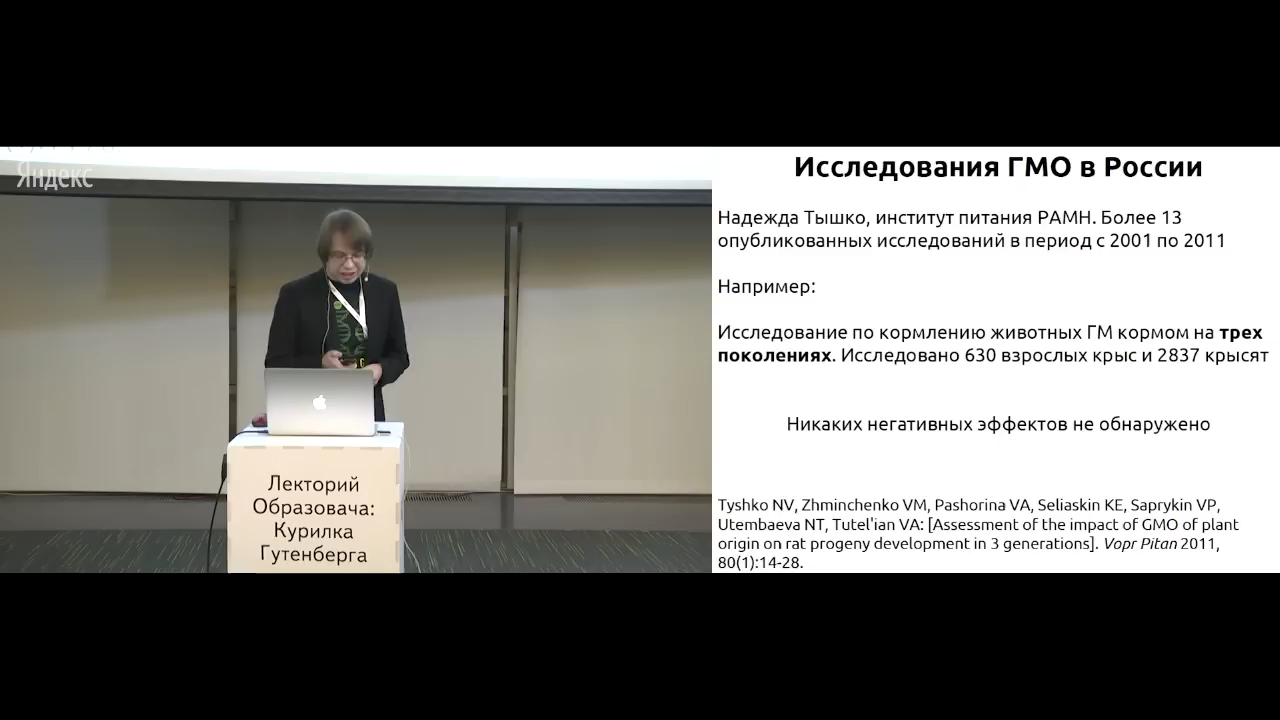 Яндекс
Лекторий
Образовача:
Курилка
Гутенберга
Исследования ГМО в России
Надежда Тышко, институт питания РАМН. Более 13
опубликованных исследований в период с 2001 по 2011
Например:
Исследование по кормлению животных ГМ кормом на трех
поколениях. Исследовано 630 взрослых крыс и 2837 крысят
Никаких негативных эффектов не обнаружено
Tyshko NV, Zhminchenko VM, Pashorina VA, Seliaskin KE, Saprykin VP,
Utembaeva NT, Tutel'ian VA: [Assessment of the impact of GMO of plant
origin on rat progeny development in 3 generations]. Vopr Pitan 2011,
80(1):14-28.